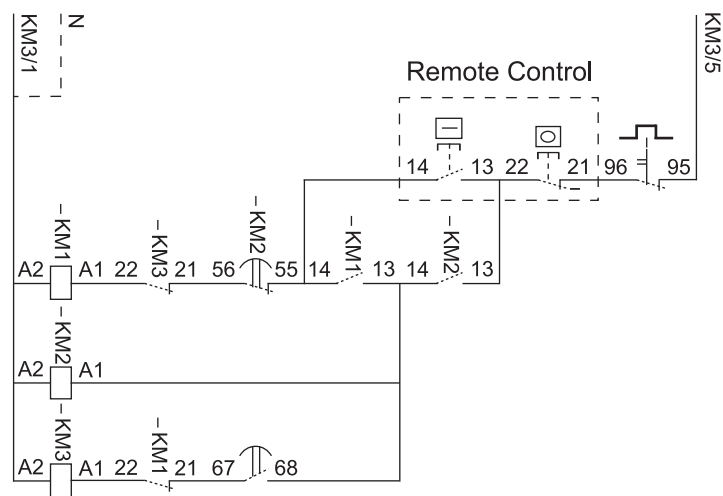 KM3/1
N
KM3/5
Remote Control
14 13 22 21 96 95
–KM1 –KM3 –KM2 –KM1 –KM2
A2 A1 22 21 56 55 14 13 14 13
–KM2
A2 A1
–KM3 –KM1
A2 A1 22 21 67 68